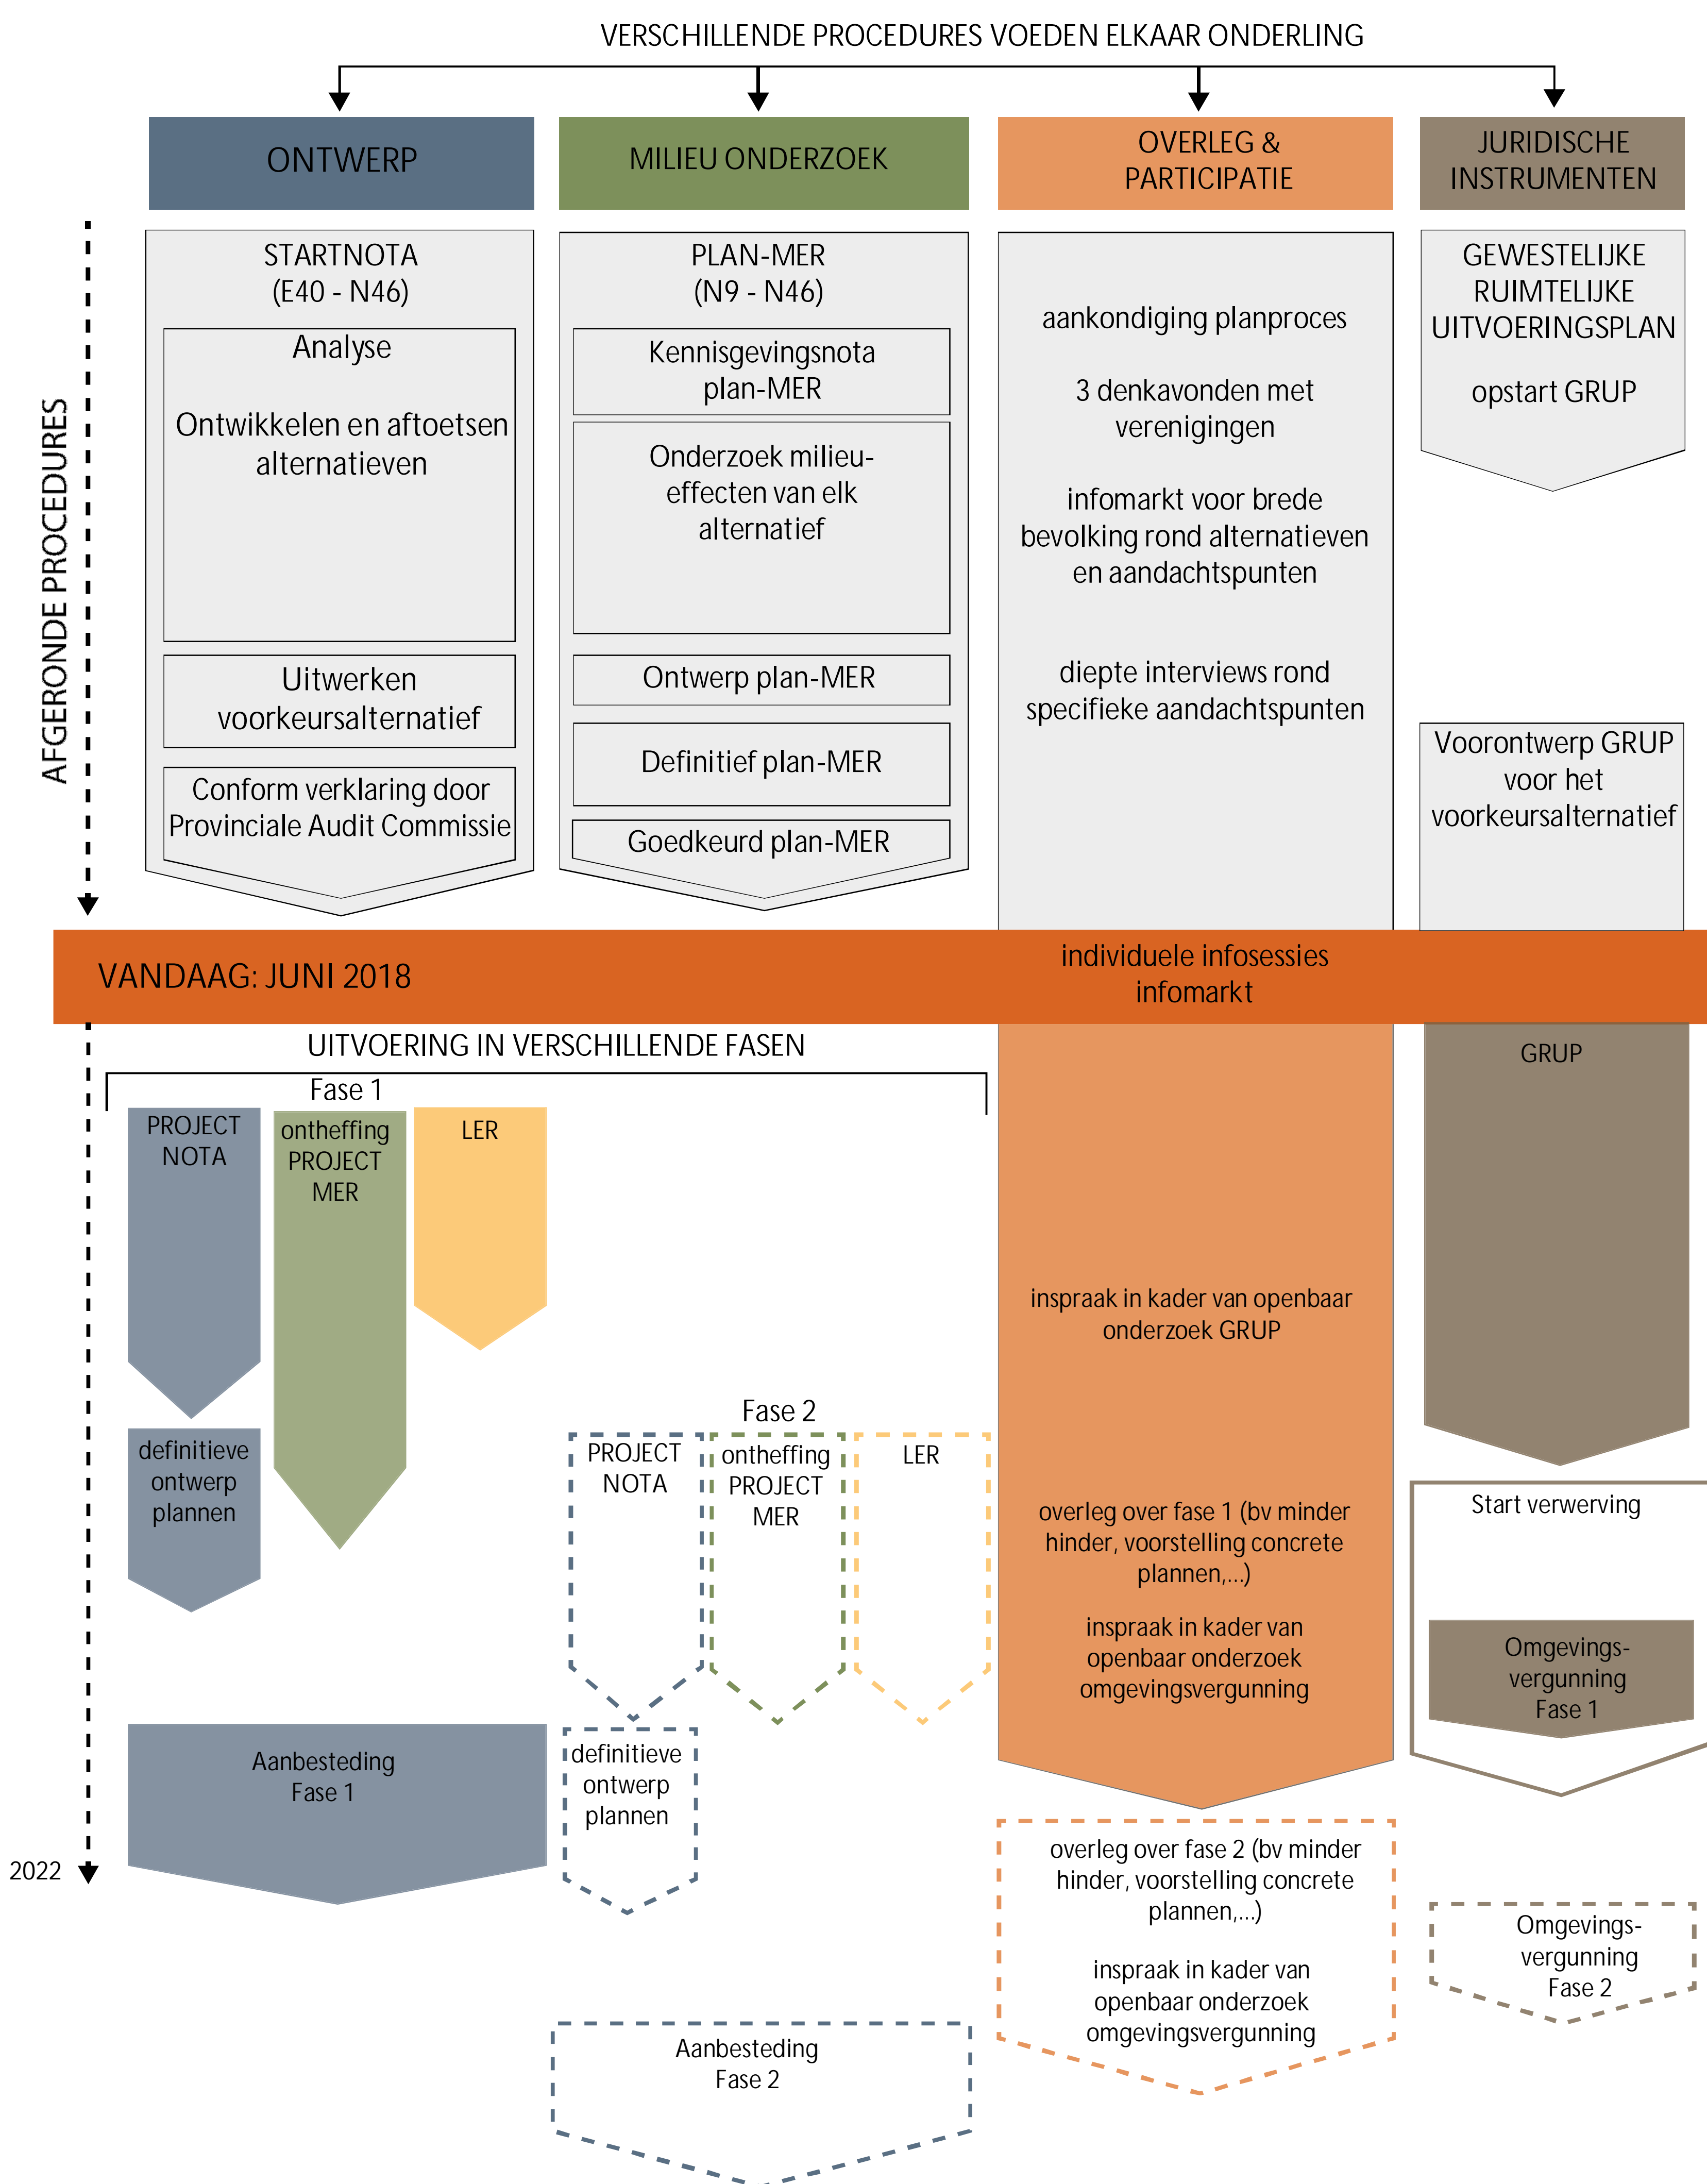 VERSCHILLENDE PROCEDURES VOEDEN ELKAAR ONDERLING
ONTWERP
MILIEU ONDERZOEK
OVERLEG &
PARTICIPATIE
JURIDISCHE
INSTRUMENTEN
AFGERONDE PROCEDURES
STARTNOTA
(E40 - N46)
Analyse
Ontwikkelen en aftoetsen
alternatieven
Uitwerken
voorkeursalternatief
Conform verklaring door
Provinciale Audit Commissie
PLAN-MER
(N9 - N46)
Kennisgevingsnota
plan-MER
Onderzoek milieu-
effecten van elk
alternatief
Ontwerp plan-MER
Definitief plan-MER
Goedkeurd plan-MER
aankondiging planproces
3 denkavonden met
verenigingen
infomarkt voor brede
bevolking rond alternatieven
en aandachtspunten
diepte interviews rond
specifieke aandachtspunten
GEWESTELIJKE
RUIMTELIJKE
UITVOERINGSPLAN
opstart GRUP
Voorontwerp GRUP
voor het
voorkeursalternatief
VANDAAG: JUNI 2018
individuele infosessies
infomarkt
UITVOERING IN VERSCHILLENDE FASEN
Fase 1
PROJECT
NOTA
ontheffing
PROJECT
MER
LER
definitieve
ontwerp
plannen
Aanbesteding
Fase 1
2022
Fase 2
PROJECT
NOTA
ontheffing
PROJECT
MER
LER
definitieve
ontwerp
plannen
Aanbesteding
Fase 2
inspraak in kader van openbaar
onderzoek GRUP
overleg over fase 1 (bv minder
hinder, voorstelling concrete
plannen,...)
inspraak in kader van
openbaar onderzoek
omgevingsvergunning
overleg over fase 2 (bv minder
hinder, voorstelling concrete
plannen,...)
inspraak in kader van
openbaar onderzoek
omgevingsvergunning
GRUP
Start verwerving
Omgevings-
vergunning
Fase 1
Omgevings-
vergunning
Fase 2